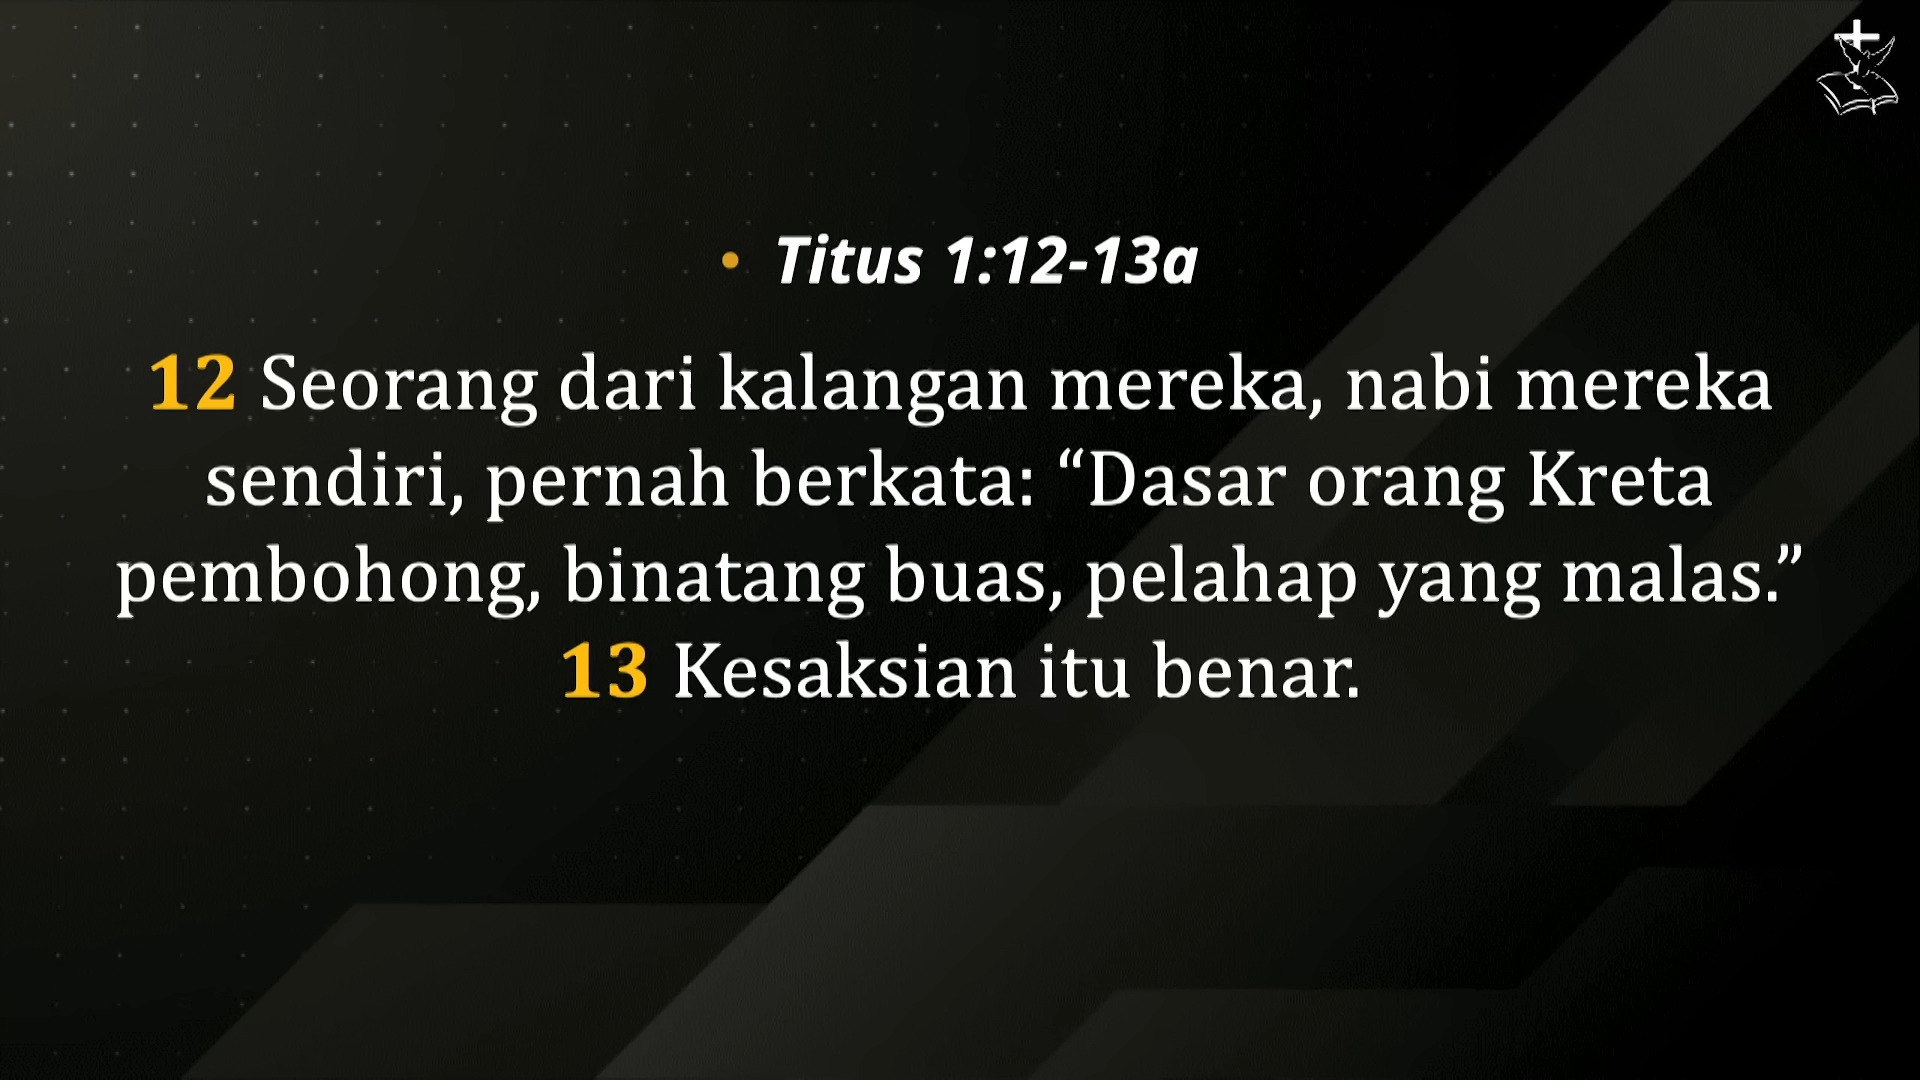 • Titus 1:12-13a
12 Seorang dari kalangan mereka, nabi mereka
sendiri, pernah berkata: “Dasar orang Kreta
pembohong, binatang buas, pelahap yang malas.”
13 Kesaksian itu benar.